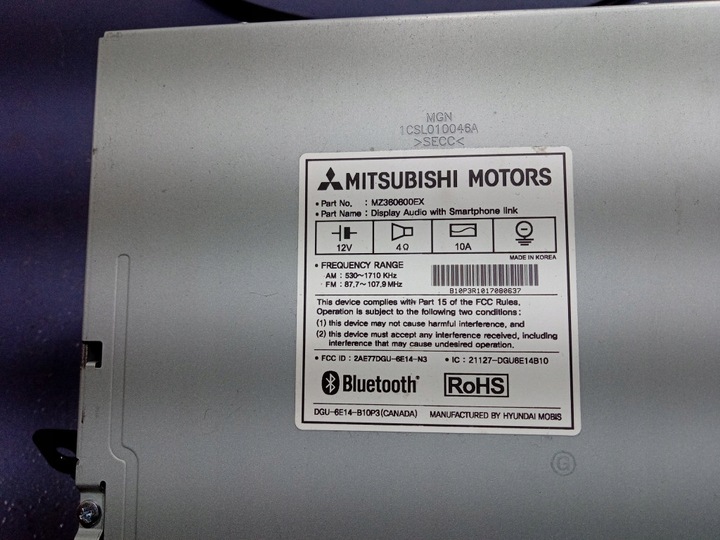 MGN
1CSL010046A
>SECC<
MITSUBISHI MOTORS
• Part No. : MZ360600EX
• Part Name : Display Audio with Smartphone link
12V 4Ω 10A
MADE IN KOREA
• FREQUENCY RANGE
AM : 530~1710 KHz
FM : 87.7~107.9 MHz
B10P3R1017080637
This device complies with Part 15 of the FCC Rules.
Operation is subject to the following two conditions :
(1) this device may not cause harmful interference, and
(2) this device must accept any interference received, including
interference that may cause undesired operation.
• FCC ID : 2AE77DGU-6E14-N3 • IC : 21127-DGU6E14B10
Bluetooth® RoHS
DGU-6E14-B10P3(CANADA) MANUFACTURED BY HYUNDAI MOBIS
G